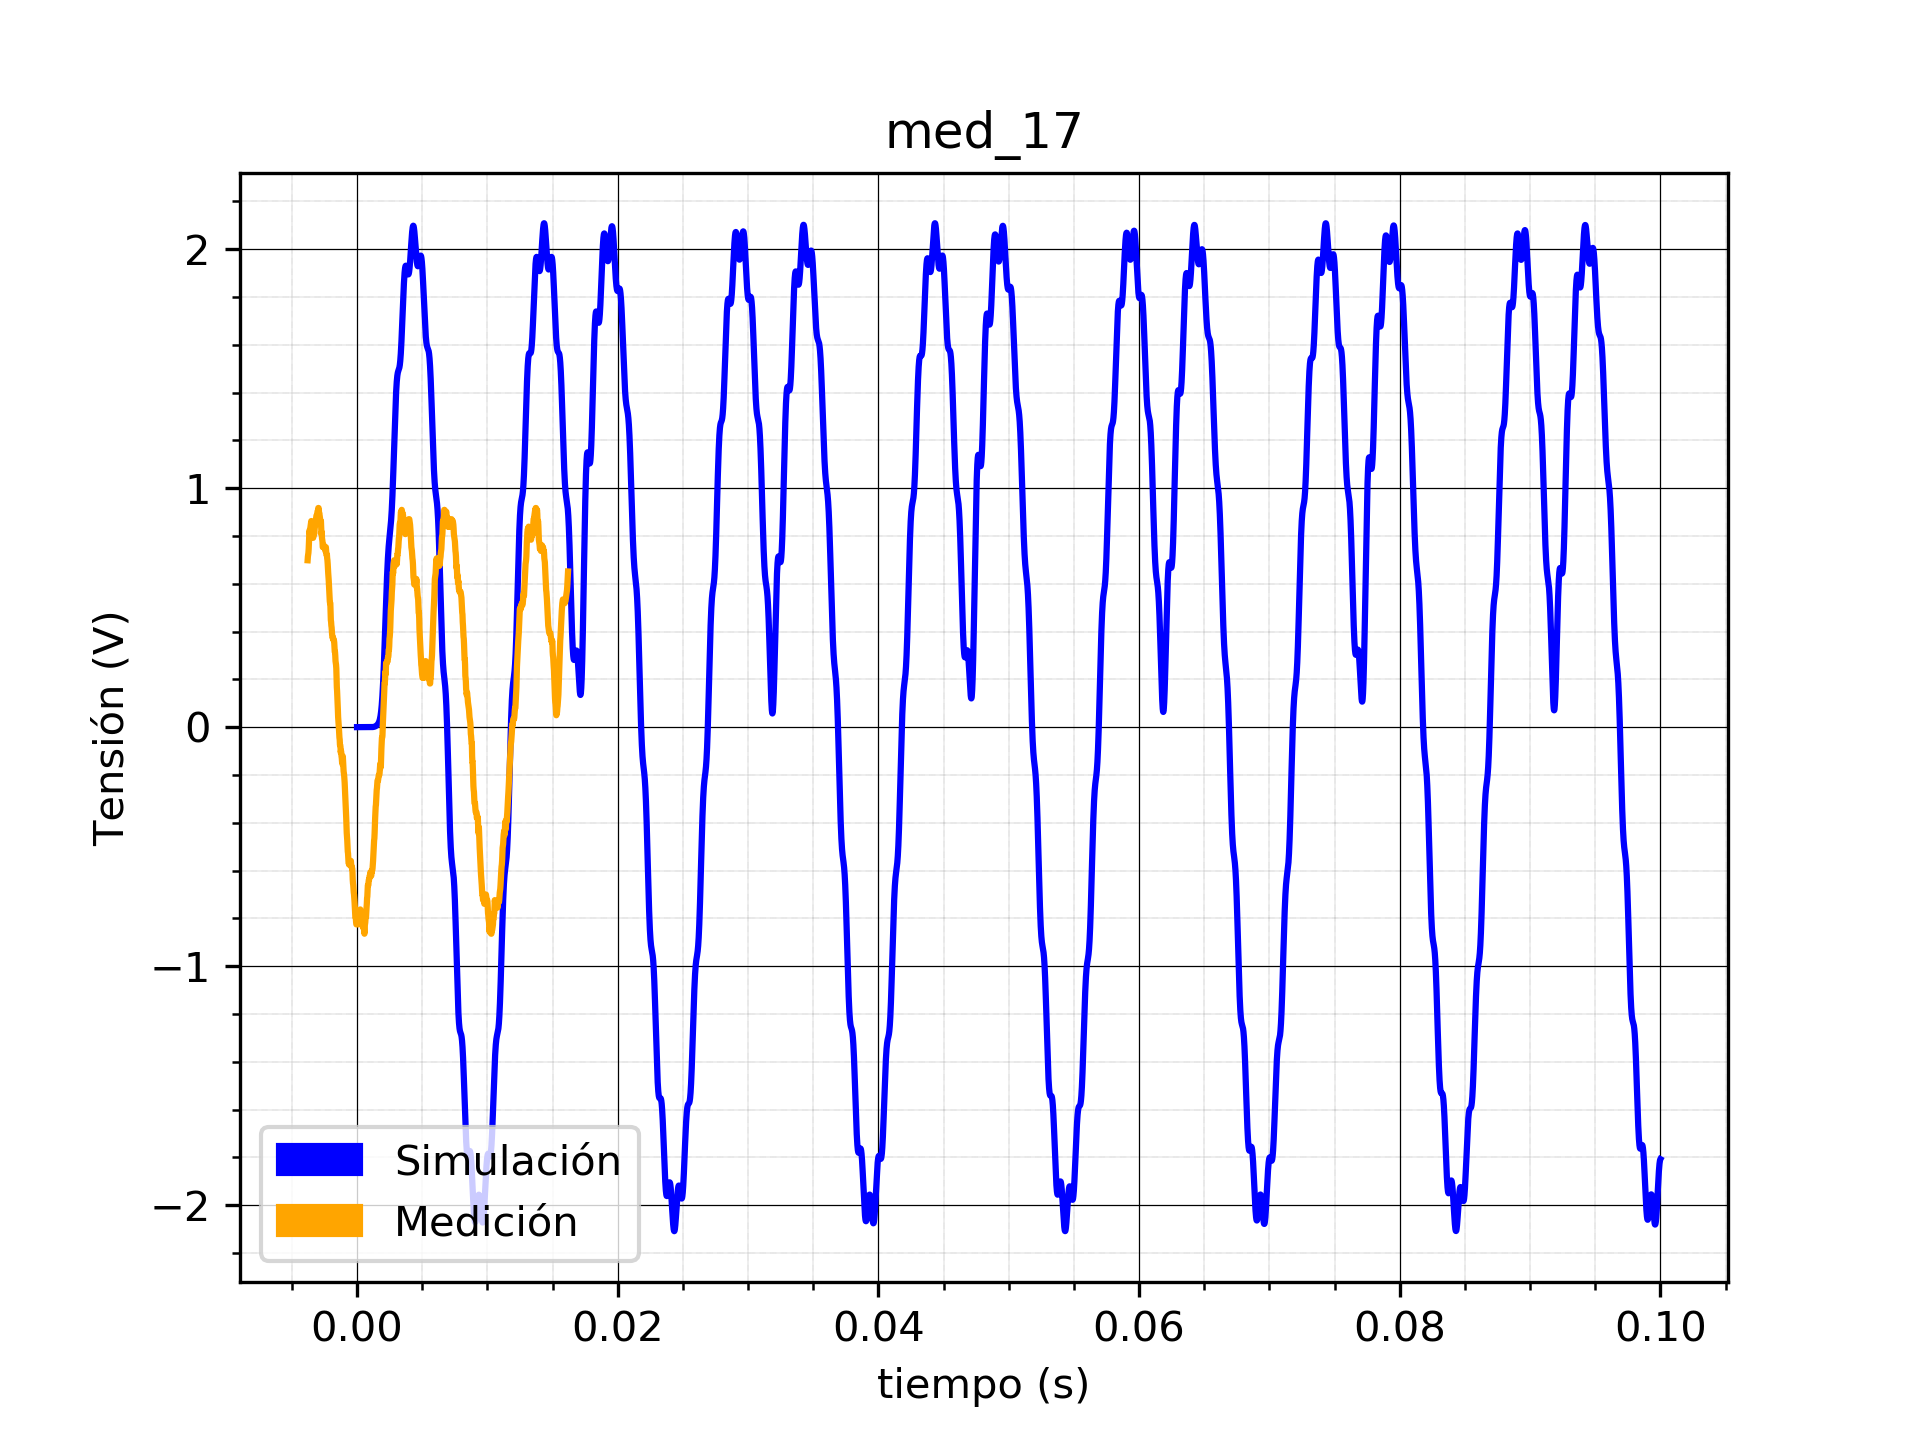 med_17
Tensión (V)
2
1
0
−1
−2
Simulación
Medición
0.00 0.02 0.04 0.06 0.08 0.10
tiempo (s)